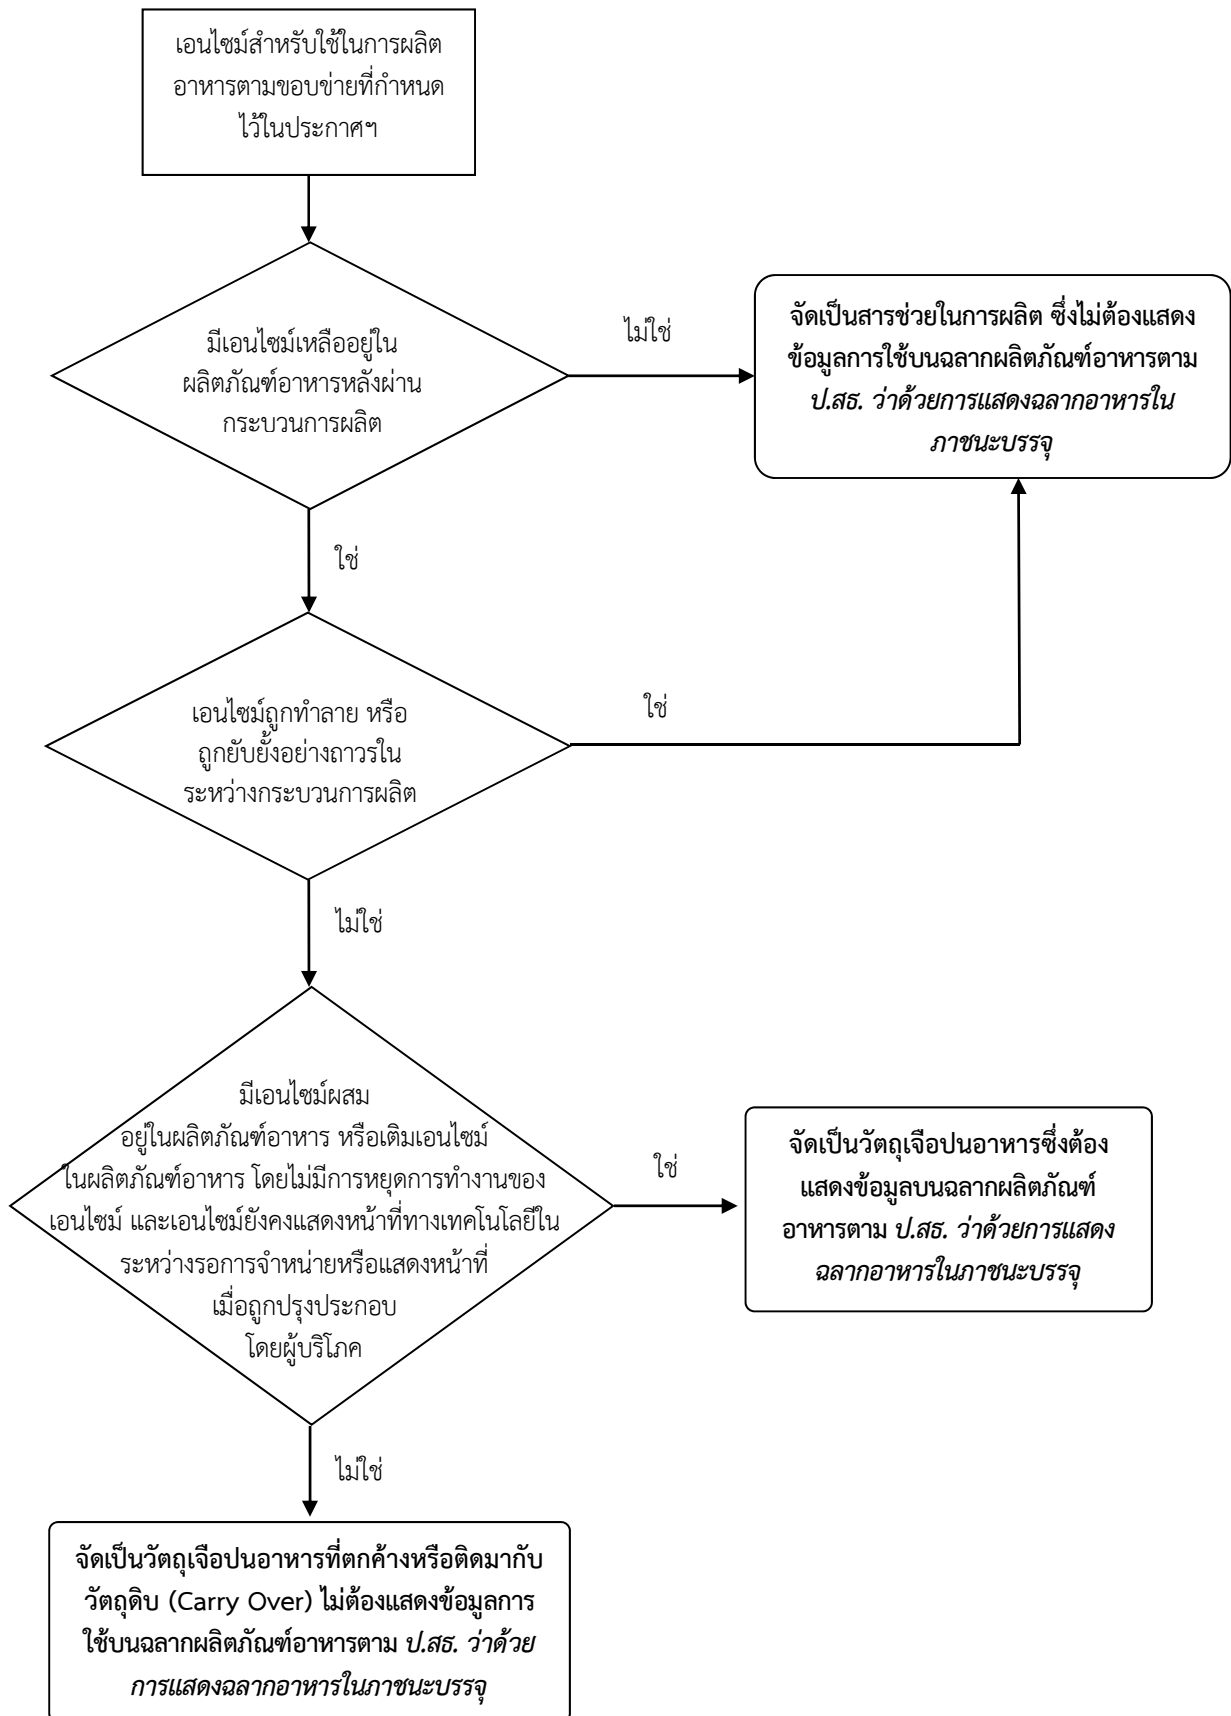 เอนไซม์สำหรับใช้ในการผลิต
อาหารตามขอบข่ายที่กำหนด
ไว้ในประกาศฯ
มีเอนไซม์เหลืออยู่ใน
ผลิตภัณฑ์อาหารหลังผ่าน
กระบวนการผลิต
ไม่ใช่
จัดเป็นสารช่วยในการผลิต ซึ่งไม่ต้องแสดง
ข้อมูลการใช้บนฉลากผลิตภัณฑ์อาหารตาม
ป.สธ. ว่าด้วยการแสดงฉลากอาหารใน
ภาชนะบรรจุ
ใช่
เอนไซม์ถูกทำลาย หรือ
ถูกยับยั้งอย่างถาวรใน
ระหว่างกระบวนการผลิต
ใช่
ไม่ใช่
มีเอนไซม์ผสม
อยู่ในผลิตภัณฑ์อาหาร หรือเติมเอนไซม์
ในผลิตภัณฑ์อาหาร โดยไม่มีการหยุดการทำงานของ
เอนไซม์ และเอนไซม์ยังคงแสดงหน้าที่ทางเทคโนโลยีใน
ระหว่างรอการจำหน่ายหรือแสดงหน้าที่
เมื่อถูกปรุงประกอบ
โดยผู้บริโภค
ใช่
จัดเป็นวัตถุเจือปนอาหารซึ่งต้อง
แสดงข้อมูลบนฉลากผลิตภัณฑ์
อาหารตาม ป.สธ. ว่าด้วยการแสดง
ฉลากอาหารในภาชนะบรรจุ
ไม่ใช่
จัดเป็นวัตถุเจือปนอาหารที่ตกค้างหรือติดมากับ
วัตถุดิบ (Carry Over) ไม่ต้องแสดงข้อมูลการ
ใช้บนฉลากผลิตภัณฑ์อาหารตาม ป.สธ. ว่าด้วย
การแสดงฉลากอาหารในภาชนะบรรจุ